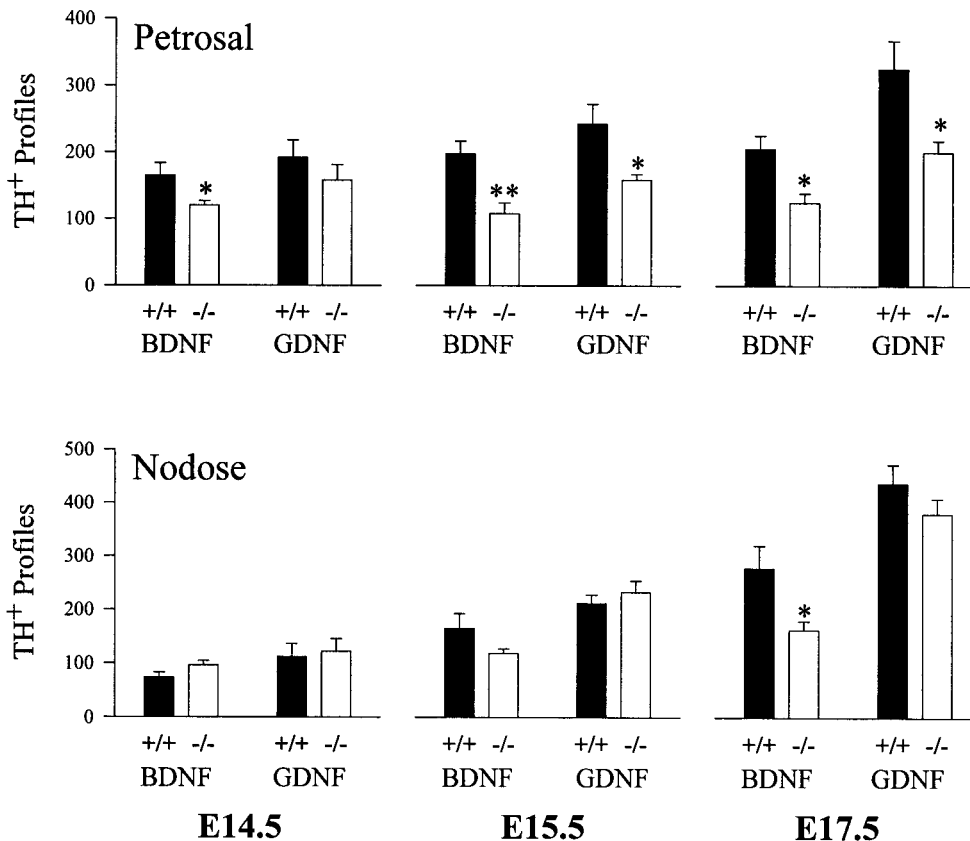 Petrosal
TH+ Profiles
400
300
200
100
0
*
**
*
*
*
+/+ -/- +/+ -/- +/+ -/- +/+ -/- +/+ -/- +/+ -/-
BDNF GDNF BDNF GDNF BDNF GDNF
Nodose
TH+ Profiles
500
400
300
200
100
0
*
+/+ -/- +/+ -/- +/+ -/- +/+ -/- +/+ -/- +/+ -/-
BDNF GDNF BDNF GDNF BDNF GDNF
E14.5 E15.5 E17.5